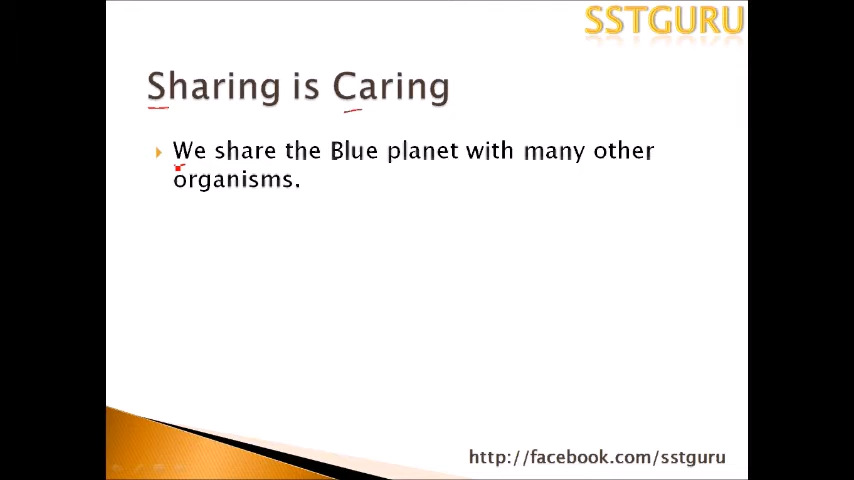 SSTGURU
Sharing is Caring
We share the Blue planet with many other
organisms.
http://facebook.com/sstguru